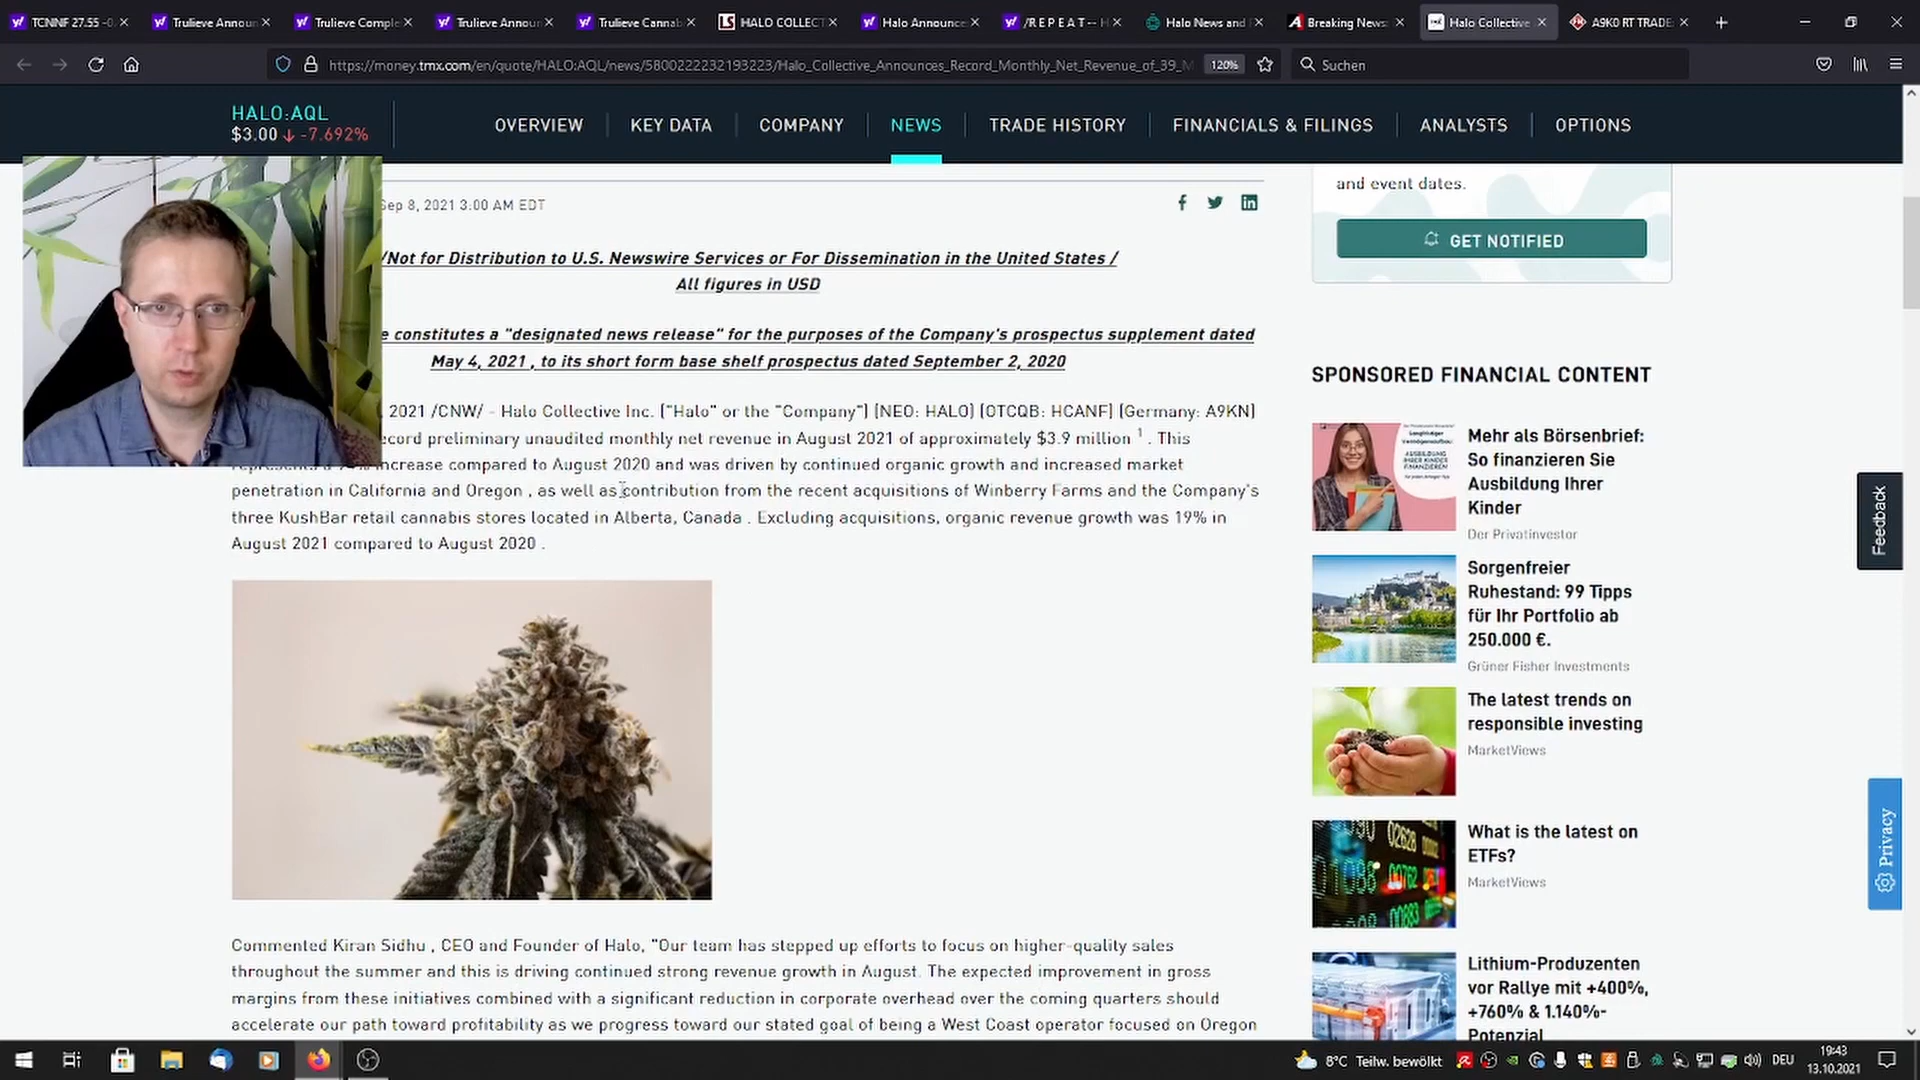 TCNNF 27.55 -0.
Trulieve Announ
Trulieve Comple
Trulieve Announ
Trulieve Cannab
HALO COLLECT
Halo Announce
/R E P E A T -- H
Halo News and
Breaking News:
Halo Collective
A9K0 RT TRADE
https://money.tmx.com/en/quote/HALO:AQL/news/5800222232193223/Halo_Collective_Announces_Record_Monthly_Net_Revenue_of_39_M
120%
Suchen
HALO:AQL
$3.00 ↓ -7.692%
OVERVIEW
KEY DATA
COMPANY
NEWS
TRADE HISTORY
FINANCIALS & FILINGS
ANALYSTS
OPTIONS
Sep 8, 2021 3.00 AM EDT
/Not for Distribution to U.S. Newswire Services or For Dissemination in the United States /
All figures in USD
e constitutes a "designated news release" for the purposes of the Company's prospectus supplement dated
May 4, 2021 , to its short form base shelf prospectus dated September 2, 2020
, 2021 /CNW/ - Halo Collective Inc. ("Halo" or the "Company") (NEO: HALO) (OTCQB: HCANF) (Germany: A9KN)
ecord preliminary unaudited monthly net revenue in August 2021 of approximately $3.9 million ¹ . This
increase compared to August 2020 and was driven by continued organic growth and increased market
penetration in California and Oregon , as well as contribution from the recent acquisitions of Winberry Farms and the Company's
three KushBar retail cannabis stores located in Alberta, Canada . Excluding acquisitions, organic revenue growth was 19% in
August 2021 compared to August 2020 .
Commented Kiran Sidhu , CEO and Founder of Halo, "Our team has stepped up efforts to focus on higher-quality sales
throughout the summer and this is driving continued strong revenue growth in August. The expected improvement in gross
margins from these initiatives combined with a significant reduction in corporate overhead over the coming quarters should
accelerate our path toward profitability as we progress toward our stated goal of being a West Coast operator focused on Oregon
and event dates.
GET NOTIFIED
SPONSORED FINANCIAL CONTENT
Mehr als Börsenbrief:
So finanzieren Sie
Ausbildung Ihrer
Kinder
Der Privatinvestor
Sorgenfreier
Ruhestand: 99 Tipps
für Ihr Portfolio ab
250.000 €.
Grüner Fisher Investments
The latest trends on
responsible investing
MarketViews
What is the latest on
ETFs?
MarketViews
Lithium-Produzenten
vor Rallye mit +400%,
+760% & 1.140%-
Potenzial
Feedback
Privacy
8°C Teilw. bewölkt
DEU
19:43
13.10.2021